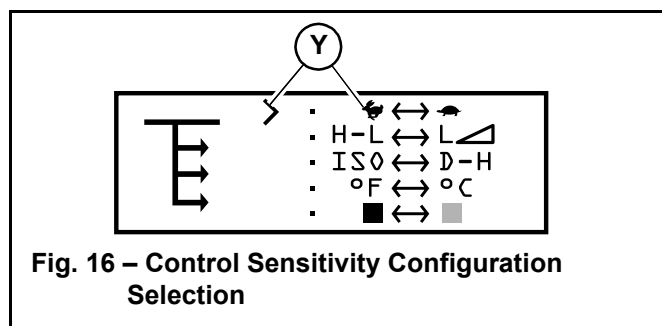 Y
H-L ↔ L
ISO ↔ D-H
°F ↔ °C
Fig. 16 – Control Sensitivity Configuration
Selection